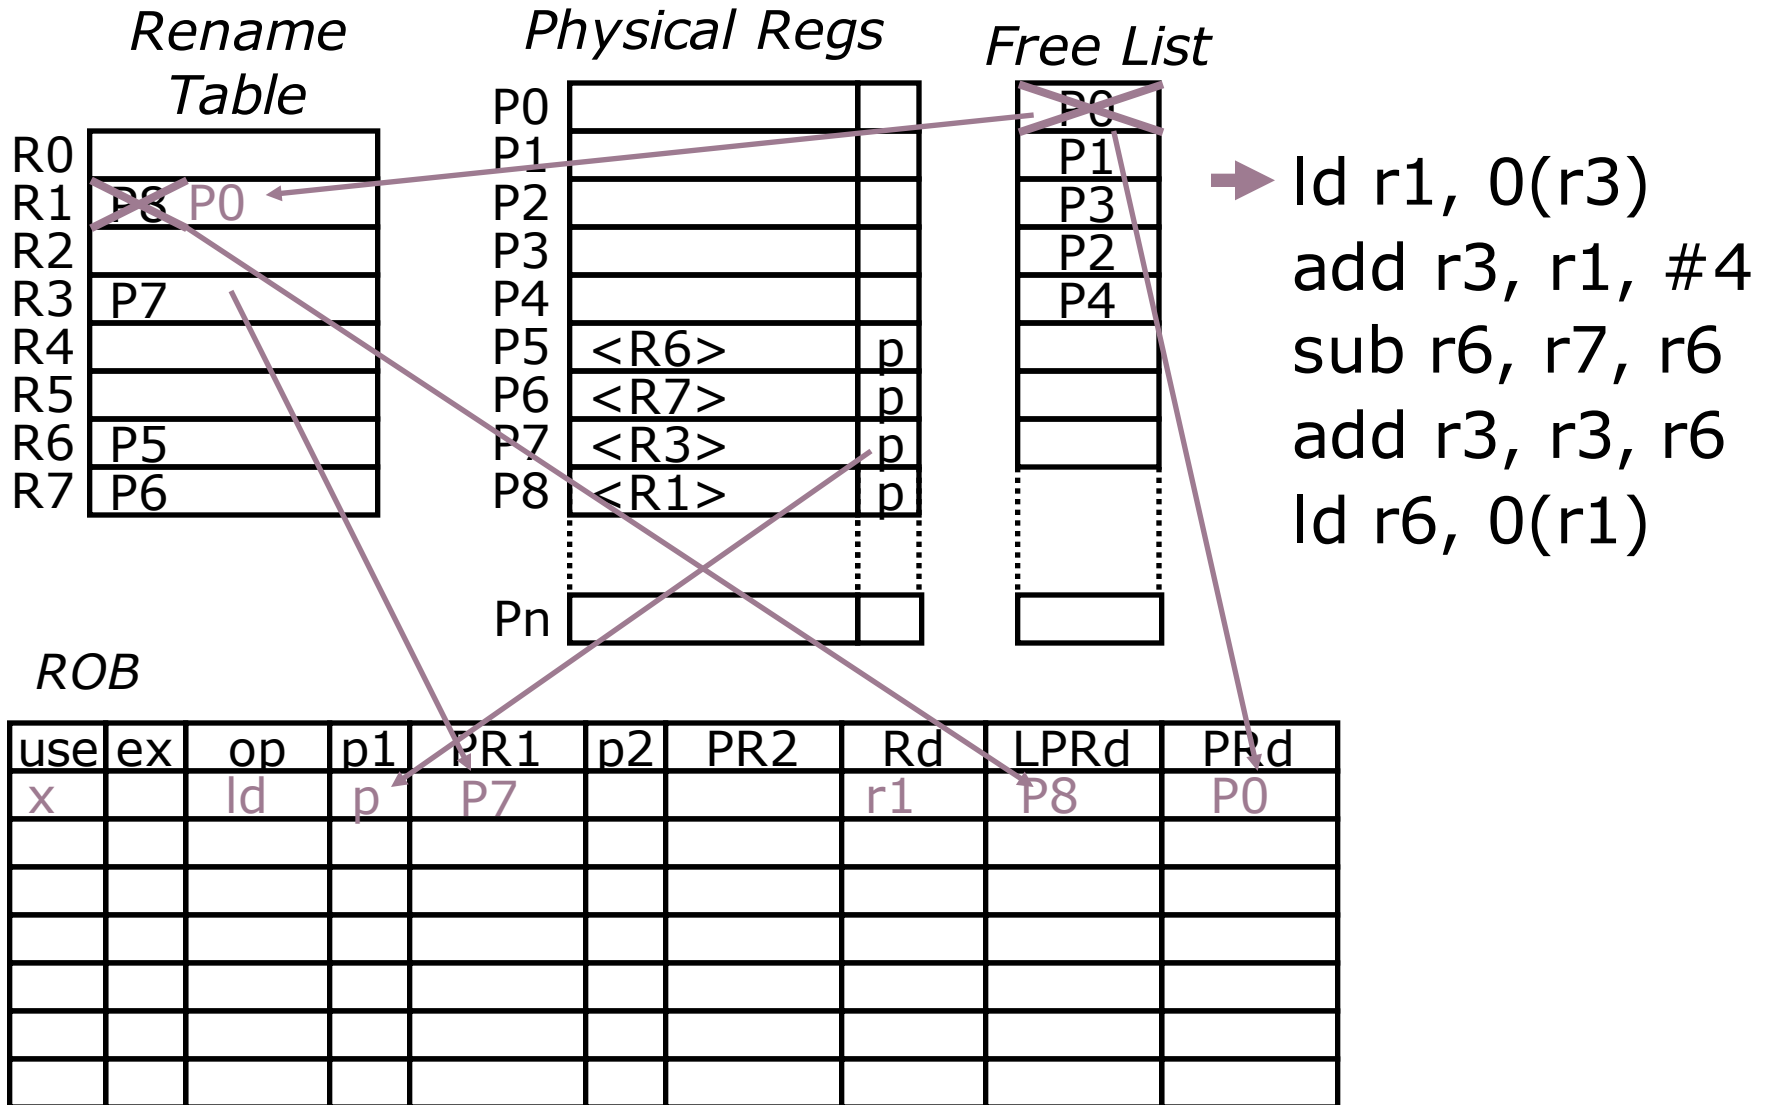 Rename
Table
R0
R1 P8 P0
R2
R3 P7
R4
R5
R6 P5
R7 P6
Physical Regs
P0
P1
P2
P3
P4
P5 <R6> p
P6 <R7> p
P7 <R3> p
P8 <R1> p
Pn
Free List
P0
P1
P3
P2
P4
ld r1, 0(r3)
add r3, r1, #4
sub r6, r7, r6
add r3, r3, r6
ld r6, 0(r1)
ROB
use ex op p1 PR1 p2 PR2 Rd LPRd PRd
x ld p P7 r1 P8 P0